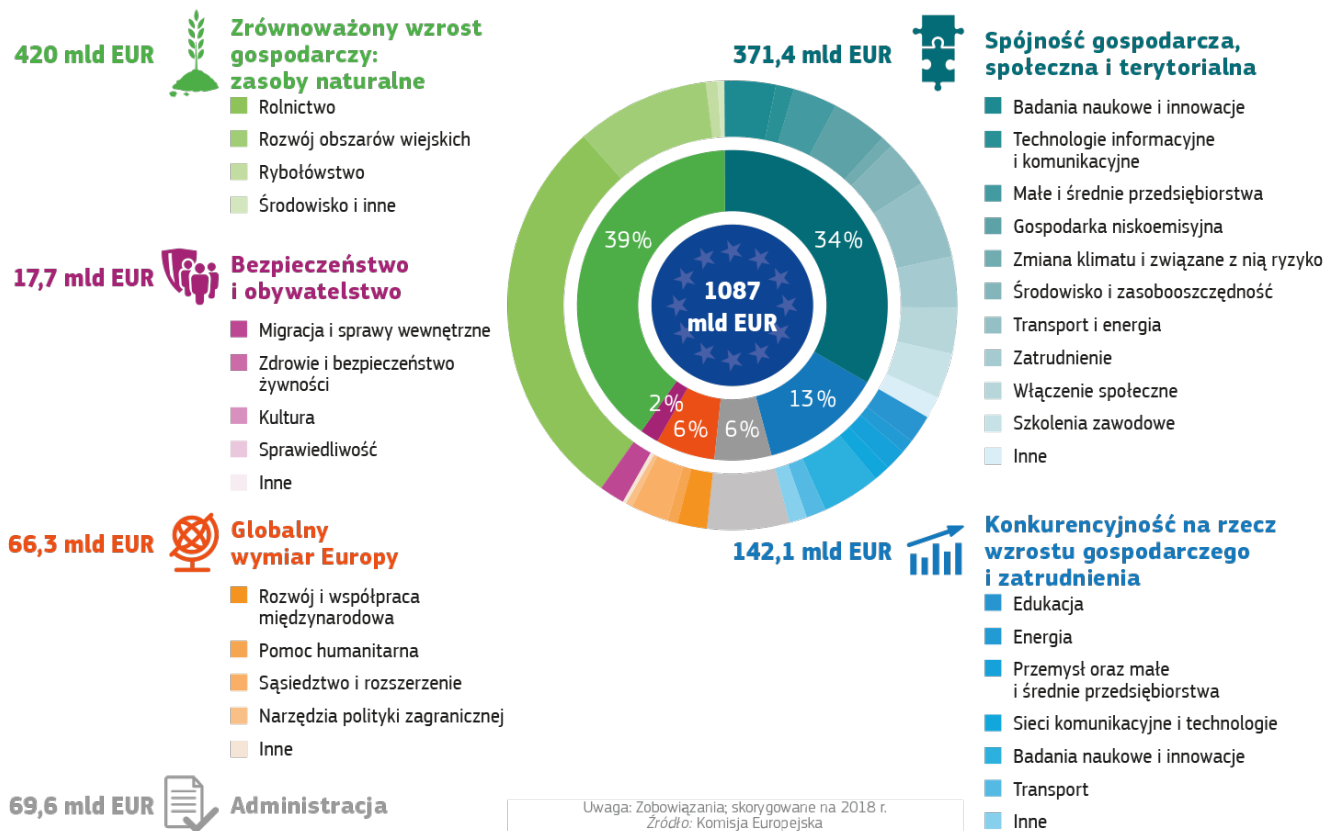 420 mld EUR
Zrównoważony wzrost
gospodarczy:
zasoby naturalne
Rolnictwo
Rozwój obszarów wiejskich
Rybołówstwo
Środowisko i inne
17,7 mld EUR
Bezpieczeństwo
i obywatelstwo
Migracja i sprawy wewnętrzne
Zdrowie i bezpieczeństwo
żywności
Kultura
Sprawiedliwość
Inne
66,3 mld EUR
Globalny
wymiar Europy
Rozwój i współpraca
międzynarodowa
Pomoc humanitarna
Sąsiedztwo i rozszerzenie
Narzędzia polityki zagranicznej
Inne
69,6 mld EUR
Administracja
39%
34%
1087
mld EUR
2%
6%
6%
13%
371,4 mld EUR
Spójność gospodarcza,
społeczna i terytorialna
Badania naukowe i innowacje
Technologie informacyjne
i komunikacyjne
Małe i średnie przedsiębiorstwa
Gospodarka niskoemisyjna
Zmiana klimatu i związane z nią ryzyko
Środowisko i zasobooszczędność
Transport i energia
Zatrudnienie
Włączenie społeczne
Szkolenia zawodowe
Inne
142,1 mld EUR
Konkurencyjność na rzecz
wzrostu gospodarczego
i zatrudnienia
Edukacja
Energia
Przemysł oraz małe
i średnie przedsiębiorstwa
Sieci komunikacyjne i technologie
Badania naukowe i innowacje
Transport
Inne
Uwaga: Zobowiązania; skorygowane na 2018 r.
Źródło: Komisja Europejska